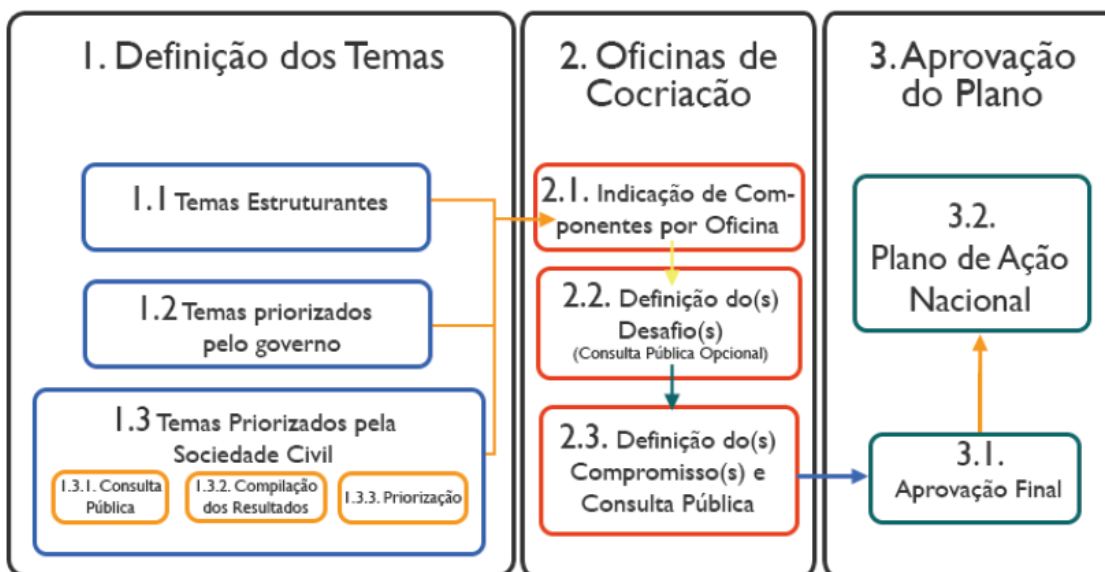 1. Definição dos Temas
1.1 Temas Estruturantes
1.2 Temas priorizados
pelo governo
1.3 Temas Priorizados pela
Sociedade Civil
1.3.1. Consulta
Pública
1.3.2. Compilação
dos Resultados
1.3.3. Priorização
2. Oficinas de
Cocriação
2.1. Indicação de Com-
ponentes por Oficina
2.2. Definição do(s)
Desafio(s)
(Consulta Pública Opcional)
2.3. Definição do(s)
Compromisso(s) e
Consulta Pública
3. Aprovação
do Plano
3.2.
Plano de Ação
Nacional
3.1.
Aprovação Final